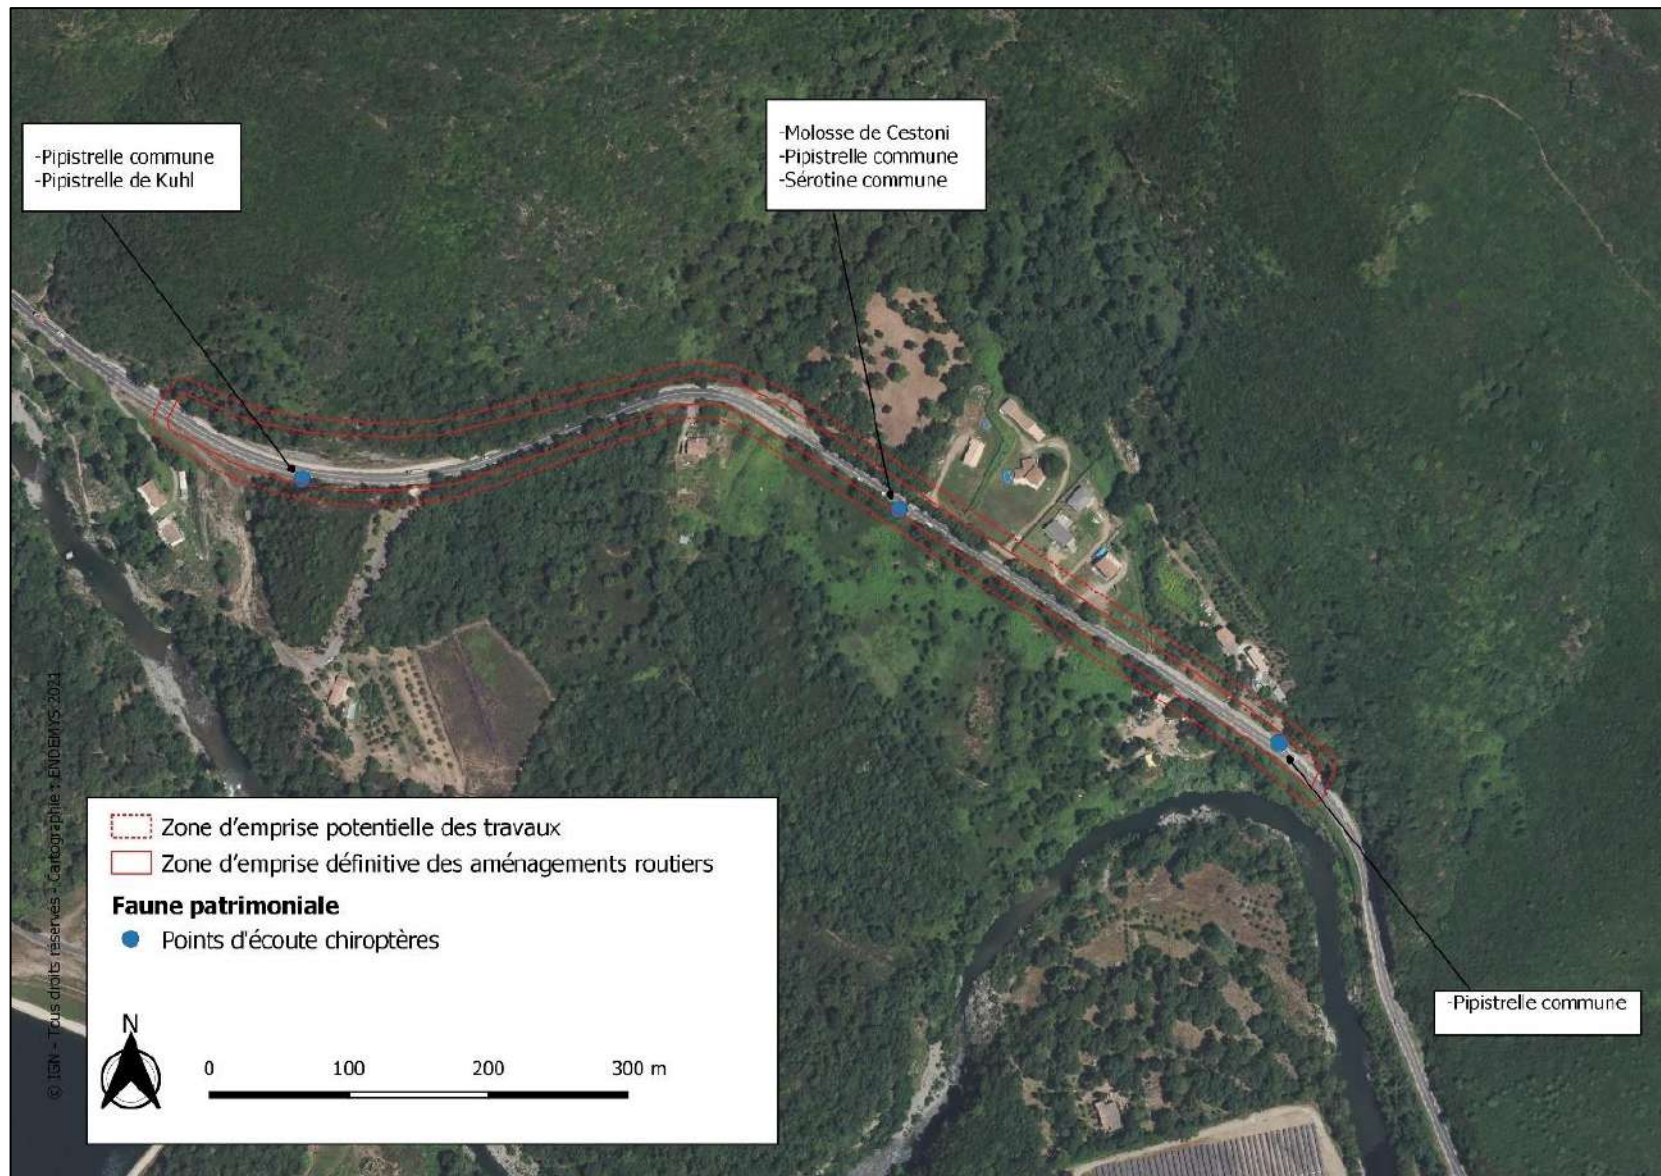 -Pipistrelle commune
-Pipistrelle de Kuhl
-Molosse de Cestoni
-Pipistrelle commune
-Sérotine commune
-Pipistrelle commune
Zone d'emprise potentielle des travaux
Zone d'emprise définitive des aménagements routiers
Faune patrimoniale
Points d'écoute chiroptères
N
0 100 200 300 m
© IGN - Tous droits réservés - Cartographie : ENDEMYS 2021